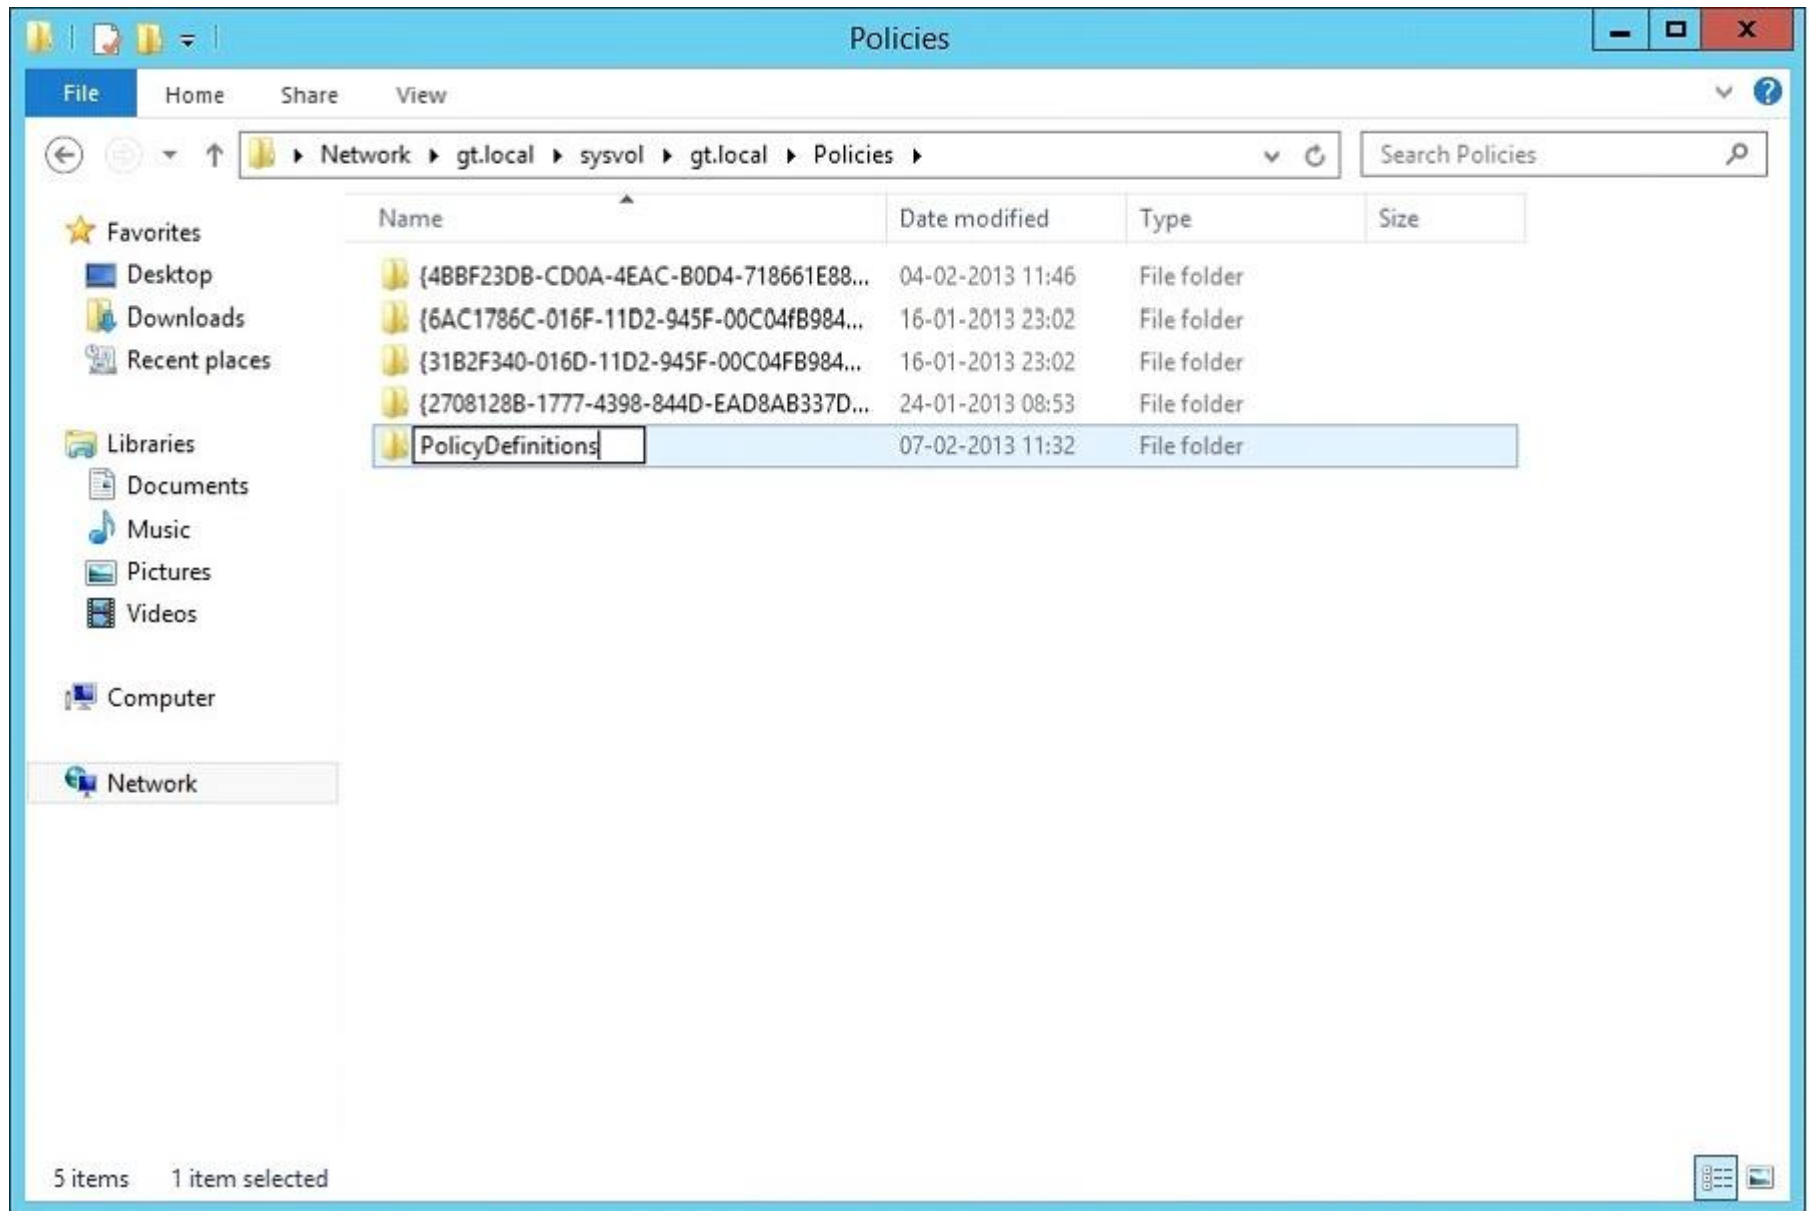 Policies
File Home Share View
Network gt.local sysvol gt.local Policies
Search Policies
Name Date modified Type Size
Favorites
Desktop
Downloads
Recent places
Libraries
Documents
Music
Pictures
Videos
Computer
Network
{4BBF23DB-CD0A-4EAC-B0D4-718661E88... 04-02-2013 11:46 File folder
{6AC1786C-016F-11D2-945F-00C04fB984... 16-01-2013 23:02 File folder
{31B2F340-016D-11D2-945F-00C04FB984... 16-01-2013 23:02 File folder
{2708128B-1777-4398-844D-EAD8AB337D... 24-01-2013 08:53 File folder
PolicyDefinitions 07-02-2013 11:32 File folder
5 items 1 item selected